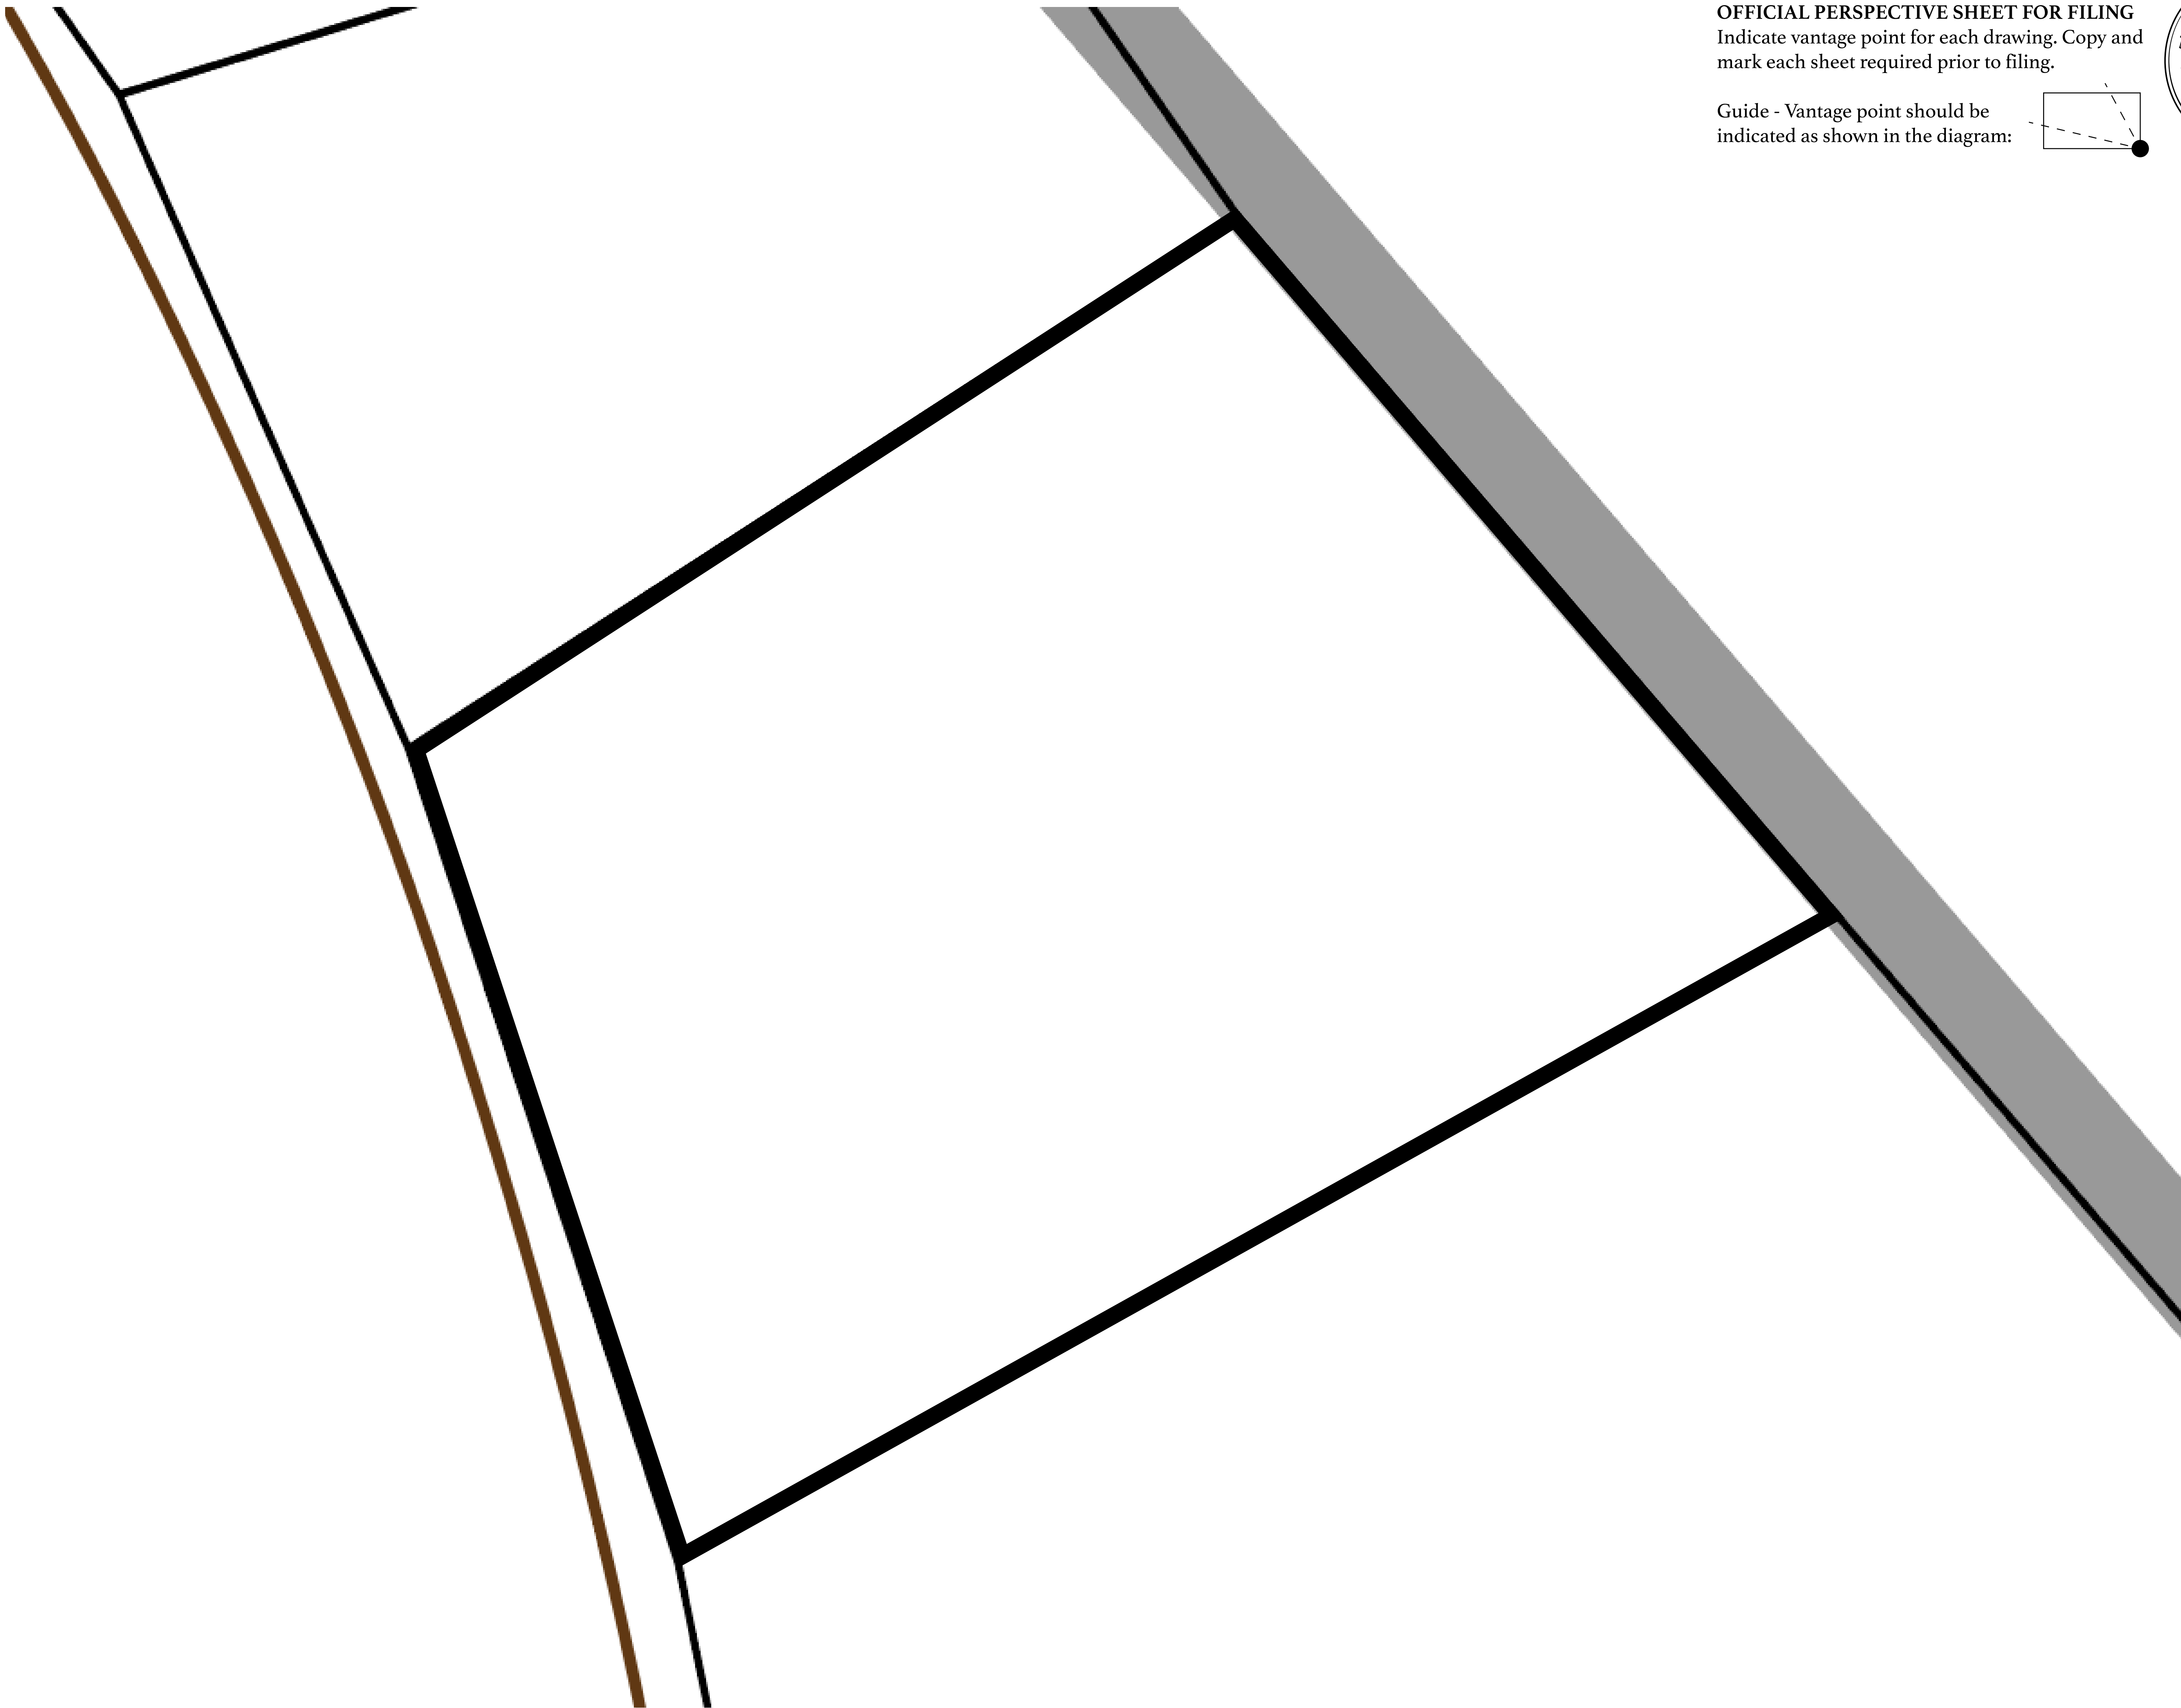 OFFICIAL PERSPECTIVE SHEET FOR FILING
Indicate vantage point for each drawing. Copy and
mark each sheet required prior to filing.
Guide - Vantage point should be
indicated as shown in the diagram: